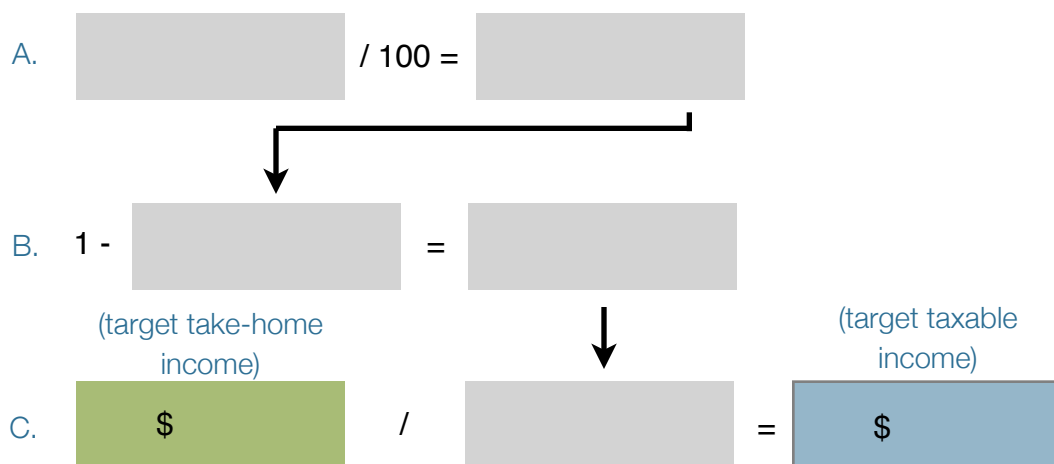 A. / 100 =
B. 1 - =
(target take-home
income)
(target taxable
income)
C. $ / = $